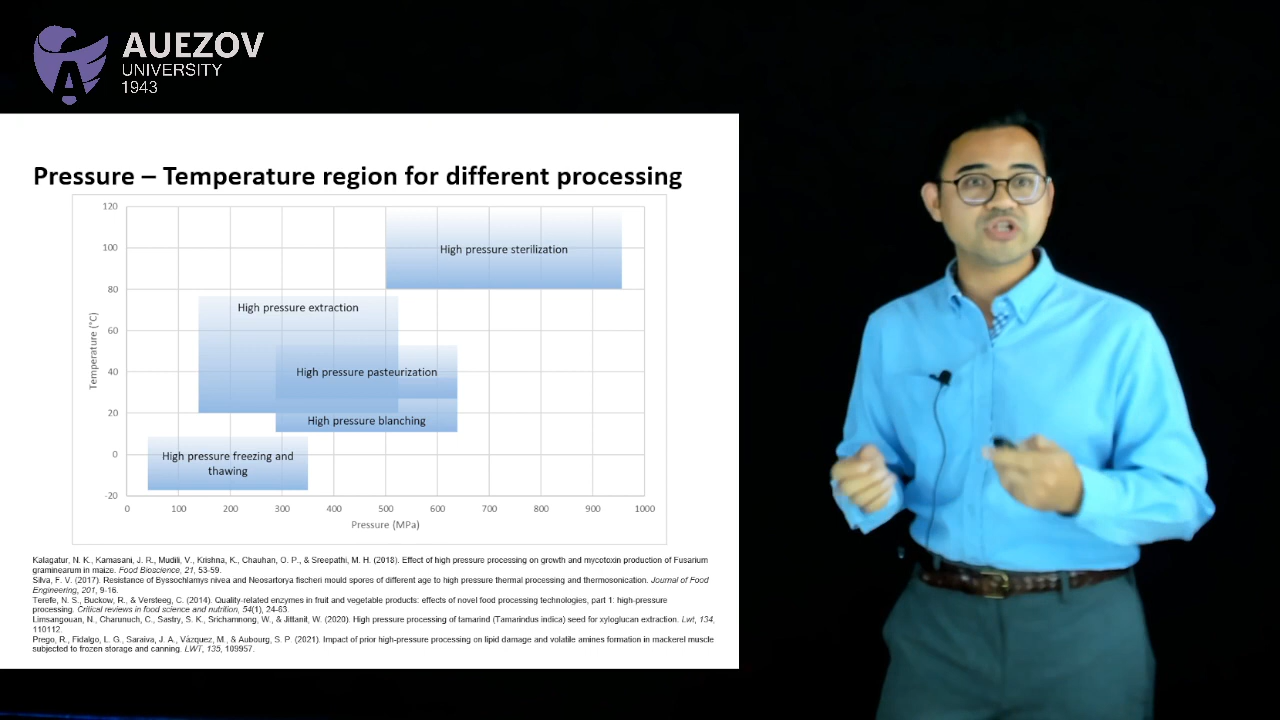 AUEZOV
UNIVERSITY
1943
Pressure – Temperature region for different processing
120
100
80
60
40
20
0
-20
Temperature (°C)
High pressure sterilization
High pressure extraction
High pressure pasteurization
High pressure blanching
High pressure freezing and
thawing
0 100 200 300 400 500 600 700 800 900 1000
Pressure (MPa)
Kalagatur, N. K., Kamasani, J. R., Mudili, V., Krishna, K., Chauhan, O. P., & Sreepathi, M. H. (2018). Effect of high pressure processing on growth and mycotoxin production of Fusarium
graminearum in maize. Food Bioscience, 21, 53-59.
Silva, F. V. (2017). Resistance of Byssochlamys nivea and Neosartorya fischeri mould spores of different age to high pressure thermal processing and thermosonication. Journal of Food
Engineering, 201, 9-16.
Terefe, N. S., Buckow, R., & Versteeg, C. (2014). Quality-related enzymes in fruit and vegetable products: effects of novel food processing technologies, part 1: high-pressure
processing. Critical reviews in food science and nutrition, 54(1), 24-63.
Limsangouan, N., Charunuch, C., Sastry, S. K., Srichamnong, W., & Jittanit, W. (2020). High pressure processing of tamarind (Tamarindus indica) seed for xyloglucan extraction. Lwt, 134,
110112.
Prego, R., Fidalgo, L. G., Saraiva, J. A., Vázquez, M., & Aubourg, S. P. (2021). Impact of prior high-pressure processing on lipid damage and volatile amines formation in mackerel muscle
subjected to frozen storage and canning. LWT, 135, 109957.